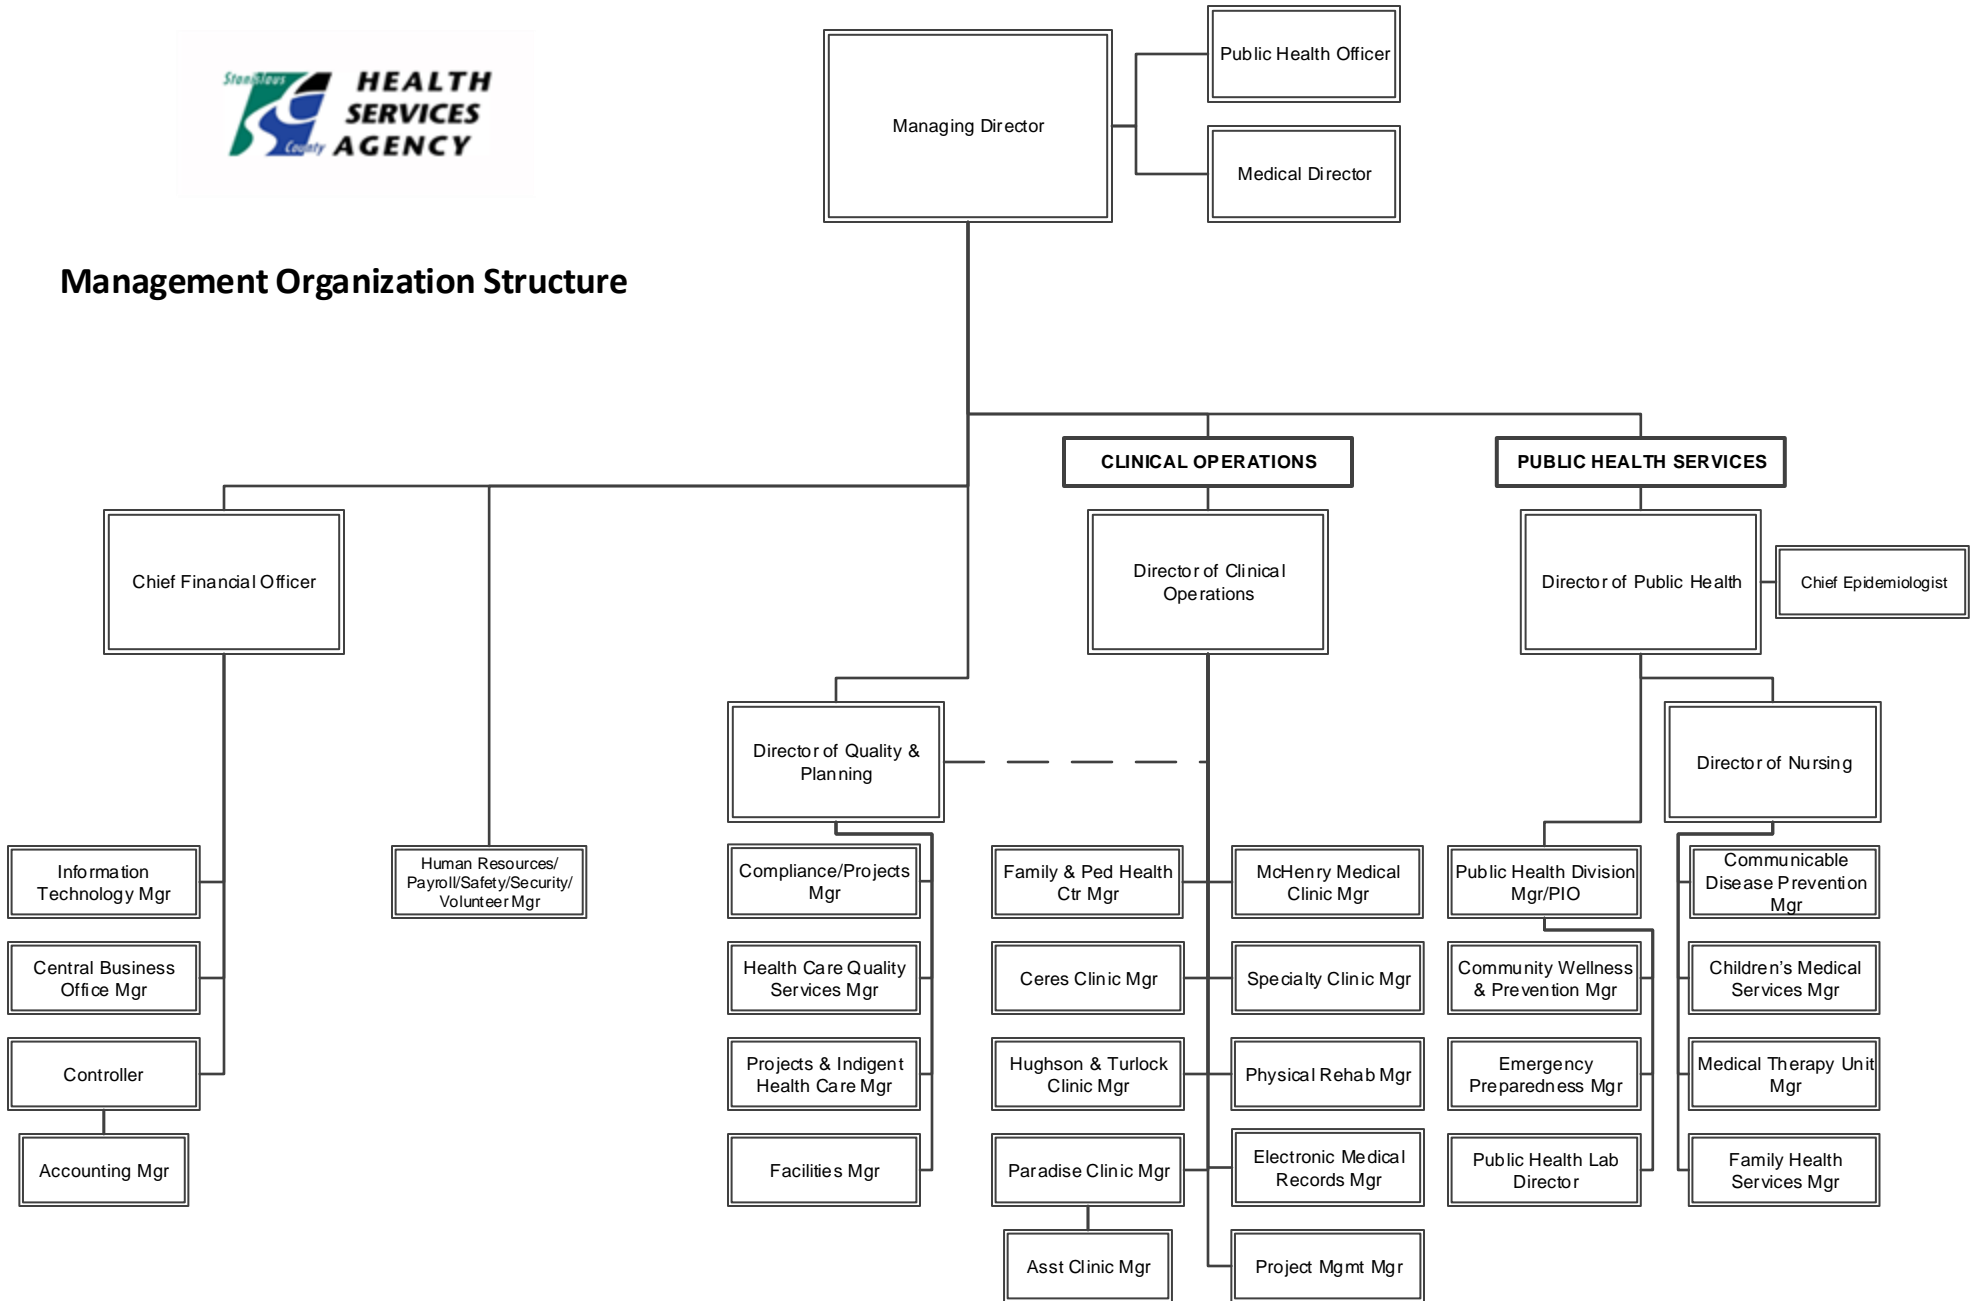 Stanislaus
HEALTH
SERVICES
County AGENCY
Management Organization Structure
Managing Director
Public Health Officer
Medical Director
CLINICAL OPERATIONS
PUBLIC HEALTH SERVICES
Chief Financial Officer
Director of Clinical
Operations
Director of Public Health
Chief Epidemiologist
Director of Quality &
Planning
Director of Nursing
Information
Technology Mgr
Central Business
Office Mgr
Controller
Accounting Mgr
Human Resources/
Payroll/Safety/Security/
Volunteer Mgr
Compliance/Projects
Mgr
Health Care Quality
Services Mgr
Projects & Indigent
Health Care Mgr
Facilities Mgr
Family & Ped Health
Ctr Mgr
Ceres Clinic Mgr
Hughson & Turlock
Clinic Mgr
Paradise Clinic Mgr
Asst Clinic Mgr
McHenry Medical
Clinic Mgr
Specialty Clinic Mgr
Physical Rehab Mgr
Electronic Medical
Records Mgr
Project Mgmt Mgr
Public Health Division
Mgr/PIO
Community Wellness
& Prevention Mgr
Emergency
Preparedness Mgr
Public Health Lab
Director
Communicable
Disease Prevention
Mgr
Children’s Medical
Services Mgr
Medical Therapy Unit
Mgr
Family Health
Services Mgr